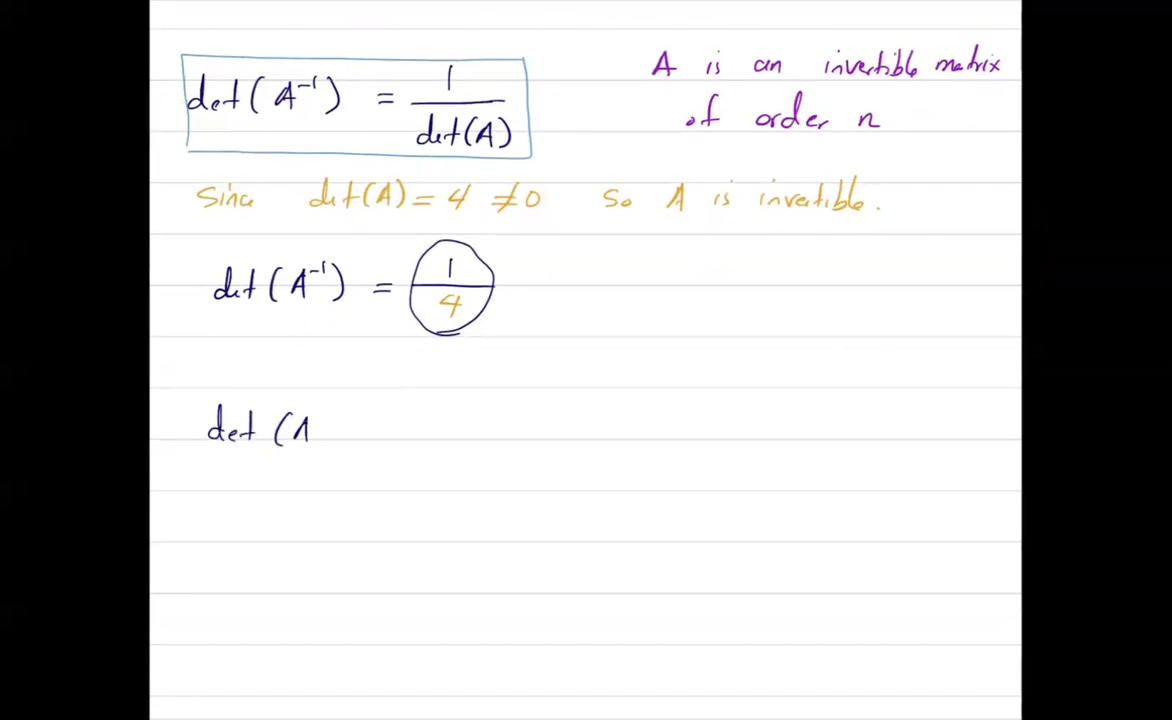 det(A⁻¹) = 1/det(A) A is an invertible matrix
of order n
Since det(A) = 4 ≠ 0 So A is invertible.
det(A⁻¹) = 1/4
det (A